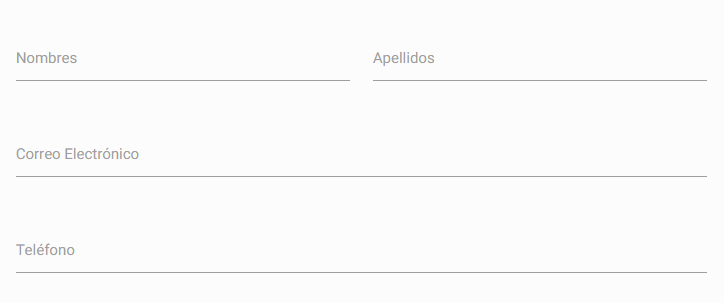 Nombres Apellidos
Correo Electrónico
Teléfono